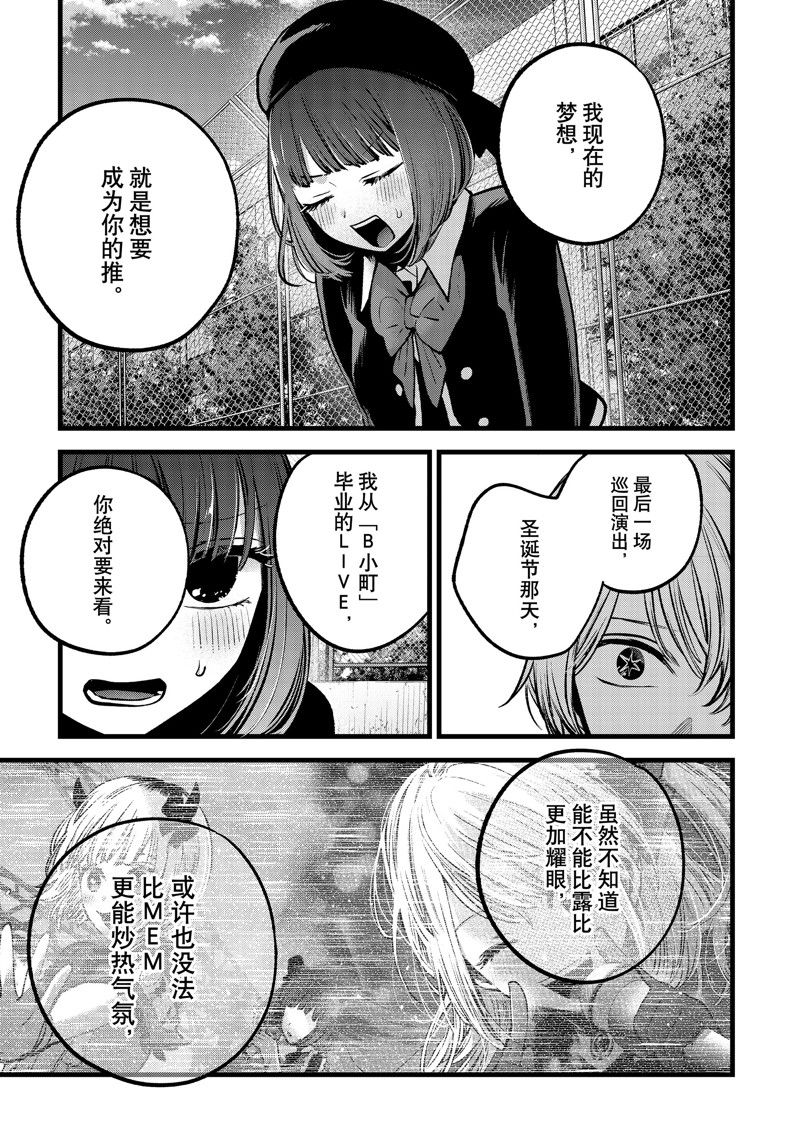 我现在的
梦想，
就是想要
成为你的推。
最后一场
巡回演出，
圣诞节那天，
我从「B小町」
毕业的LIVE，
你绝对要
来看。
虽然不知道
能不能比露比
更加耀眼，
或许也没法
比MEM
更能炒热气氛，